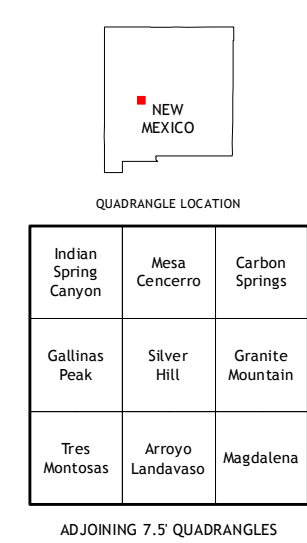 NEW
MEXICO
QUADRANGLE LOCATION
Indian
Spring
Canyon
Mesa
Cencerro
Carbon
Springs
Gallinas
Peak
Silver
Hill
Granite
Mountain
Tres
Montosas
Arroyo
Landavaso
Magdalena
ADJOINING 7.5' QUADRANGLES